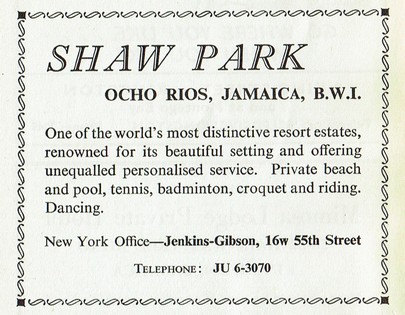 SHAW PARK
OCHO RIOS, JAMAICA, B.W.I.
One of the world's most distinctive resort estates,
renowned for its beautiful setting and offering
unequalled personalised service. Private beach
and pool, tennis, badminton, croquet and riding.
Dancing.
New York Office—Jenkins-Gibson, 16w 55th Street
TELEPHONE: JU 6-3070